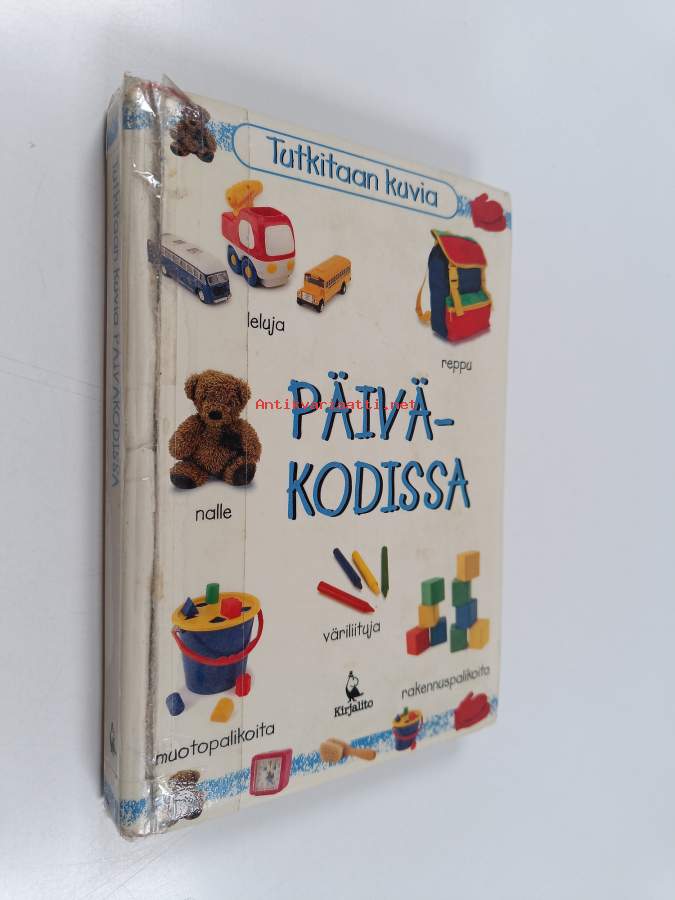 Tutkitaan kuvia
leluja
reppu
PÄIVÄ-
KODISSA
nalle
väriliituja
rakennuspalikoita
muotopalikoita
Kirjalito
Tutkitaan kuvia PÄIVÄKODISSA
Antikvariaatti.net